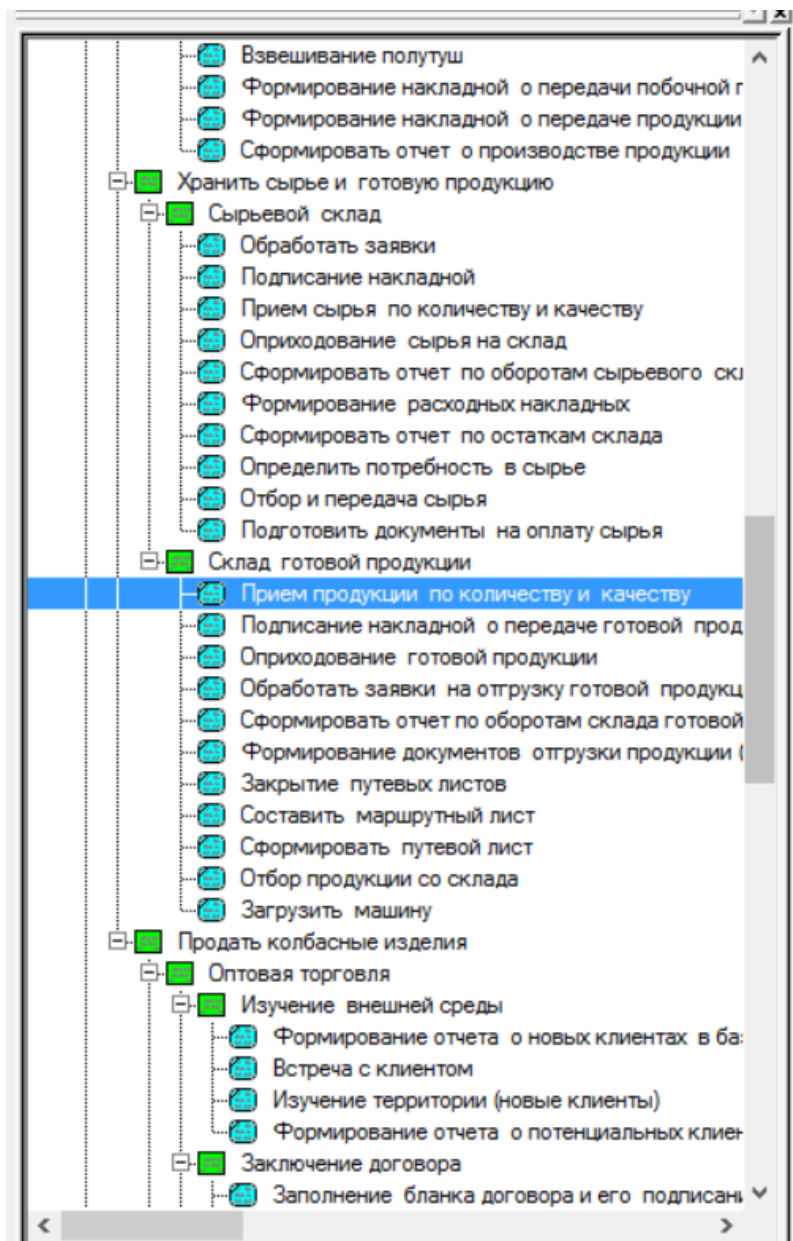 Взвешивание полутуш
Формирование накладной о передачи побочной г
Формирование накладной о передаче продукции
Сформировать отчет о производстве продукции
Хранить сырье и готовую продукцию
Сырьевой склад
Обработать заявки
Подписание накладной
Прием сырья по количеству и качеству
Оприходование сырья на склад
Сформировать отчет по оборотам сырьевого скл
Формирование расходных накладных
Сформировать отчет по остаткам склада
Определить потребность в сырье
Отбор и передача сырья
Подготовить документы на оплату сырья
Склад готовой продукции
Прием продукции по количеству и качеству
Подписание накладной о передаче готовой прод
Оприходование готовой продукции
Обработать заявки на отгрузку готовой продукц
Сформировать отчет по оборотам склада готовой
Формирование документов отгрузки продукции (
Закрытие путевых листов
Составить маршрутный лист
Сформировать путевой лист
Отбор продукции со склада
Загрузить машину
Продать колбасные изделия
Оптовая торговля
Изучение внешней среды
Формирование отчета о новых клиентах в ба
Встреча с клиентом
Изучение территории (новые клиенты)
Формирование отчета о потенциальных клиен
Заключение договора
Заполнение бланка договора и его подписани